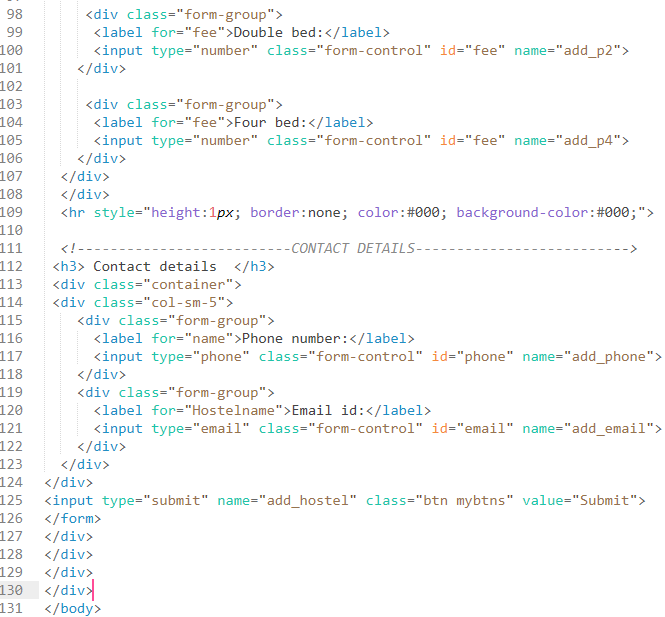 98 <div class="form-group">
99 <label for="fee">Double bed:</label>
100 <input type="number" class="form-control" id="fee" name="add_p2">
101 </div>
102
103 <div class="form-group">
104 <label for="fee">Four bed:</label>
105 <input type="number" class="form-control" id="fee" name="add_p4">
106 </div>
107 </div>
108 </div>
109 <hr style="height:1px; border:none; color:#000; background-color:#000;">
110
111 <!--------------------------CONTACT DETAILS-------------------------->
112 <h3> Contact details  </h3>
113 <div class="container">
114 <div class="col-sm-5">
115 <div class="form-group">
116 <label for="name">Phone number:</label>
117 <input type="phone" class="form-control" id="phone" name="add_phone">
118 </div>
119 <div class="form-group">
120 <label for="Hostelname">Email id:</label>
121 <input type="email" class="form-control" id="email" name="add_email">
122 </div>
123 </div>
124 </div>
125 <input type="submit" name="add_hostel" class="btn mybtns" value="Submit">
126 </form>
127 </div>
128 </div>
129 </div>
130 </div>
131 </body>